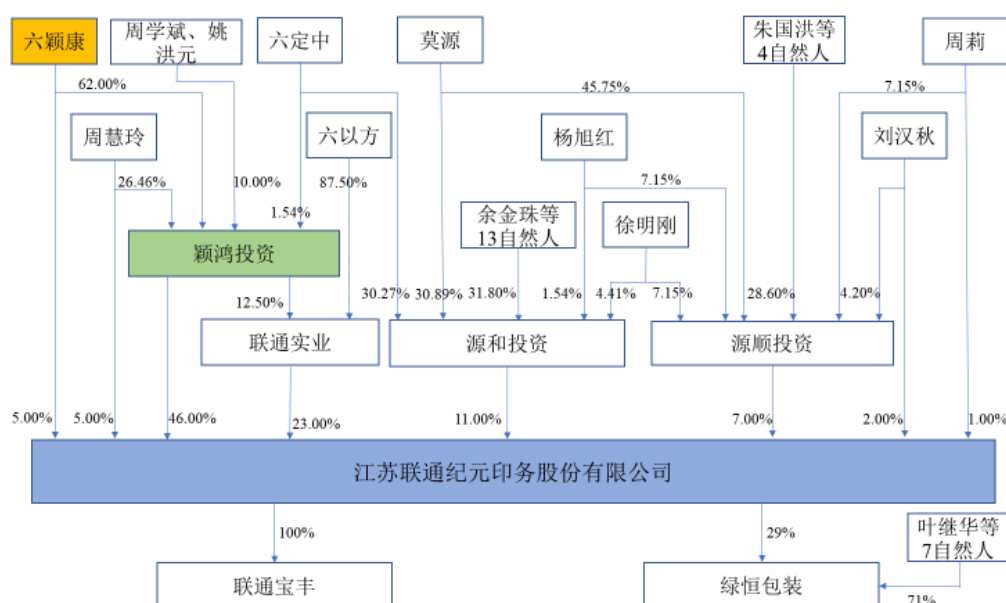 六颖康
周学斌、姚
洪元
六定中
莫源
朱国洪等
4自然人
周莉
62.00%
45.75%
7.15%
周慧玲
六以方
杨旭红
刘汉秋
26.46%
10.00%
87.50%
7.15%
1.54%
余金珠等
13自然人
徐明刚
颖鸿投资
12.50%
30.27%
30.89%
31.80%
1.54%
4.41%
7.15%
28.60%
4.20%
联通实业
源和投资
源顺投资
5.00%
5.00%
46.00%
23.00%
11.00%
7.00%
2.00%
1.00%
江苏联通纪元印务股份有限公司
100%
29%
叶继华等
7自然人
联通宝丰
绿恒包装
71%